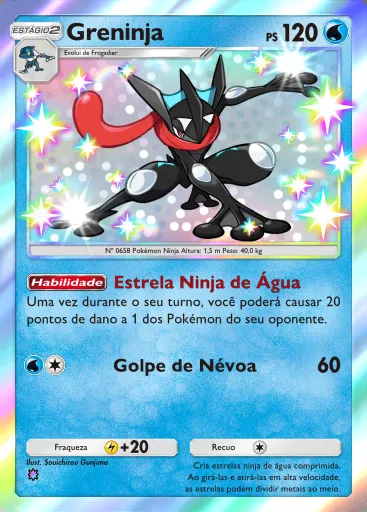 ESTÁGIO 2
Greninja
PS 120
Evolui de Frogadier
Nº 0658 Pokémon Ninja Altura: 1,5 m Peso: 40,0 kg
Habilidade Estrela Ninja de Água
Uma vez durante o seu turno, você poderá causar 20
pontos de dano a 1 dos Pokémon do seu oponente.
Golpe de Névoa 60
Fraqueza +20 Recuo
Ilust. Souichirou Gunjima
Cria estrelas ninja de água comprimida.
Ao girá-las e atirá-las em alta velocidade,
as estrelas podem dividir metais ao meio.